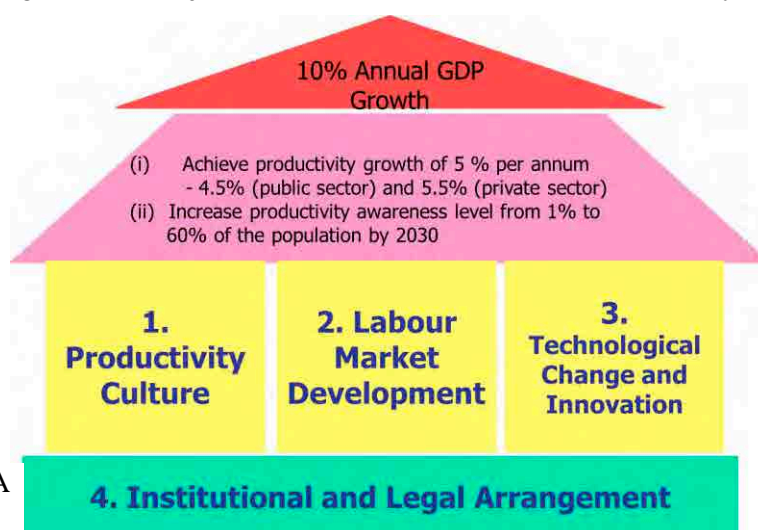 10% Annual GDP
Growth
(i) Achieve productivity growth of 5 % per annum
- 4.5% (public sector) and 5.5% (private sector)
(ii) Increase productivity awareness level from 1% to
60% of the population by 2030
1.
Productivity
Culture
2. Labour
Market
Development
3.
Technological
Change and
Innovation
A
4. Institutional and Legal Arrangement